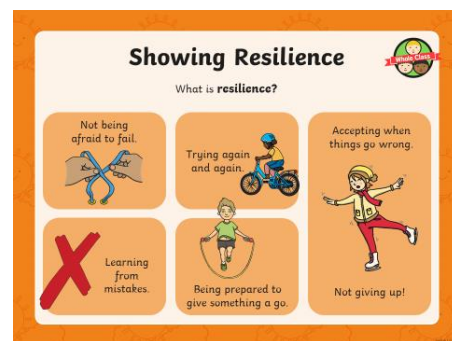 Showing Resilience
Whole Class
What is resilience?
Not being
afraid to fail.
Trying again
and again.
Accepting when
things go wrong.
Learning
from
mistakes.
Being prepared to
give something a go.
Not giving up!